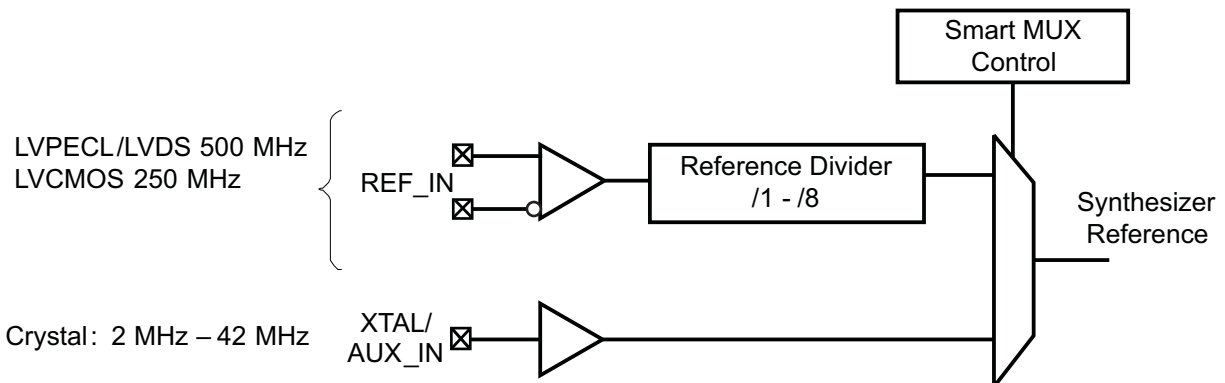 Smart MUX
Control
LVPECL/LVDS 500 MHz
LVCMOS 250 MHz
REF_IN
Reference Divider
/1 - /8
Synthesizer
Reference
Crystal: 2 MHz – 42 MHz
XTAL/
AUX_IN